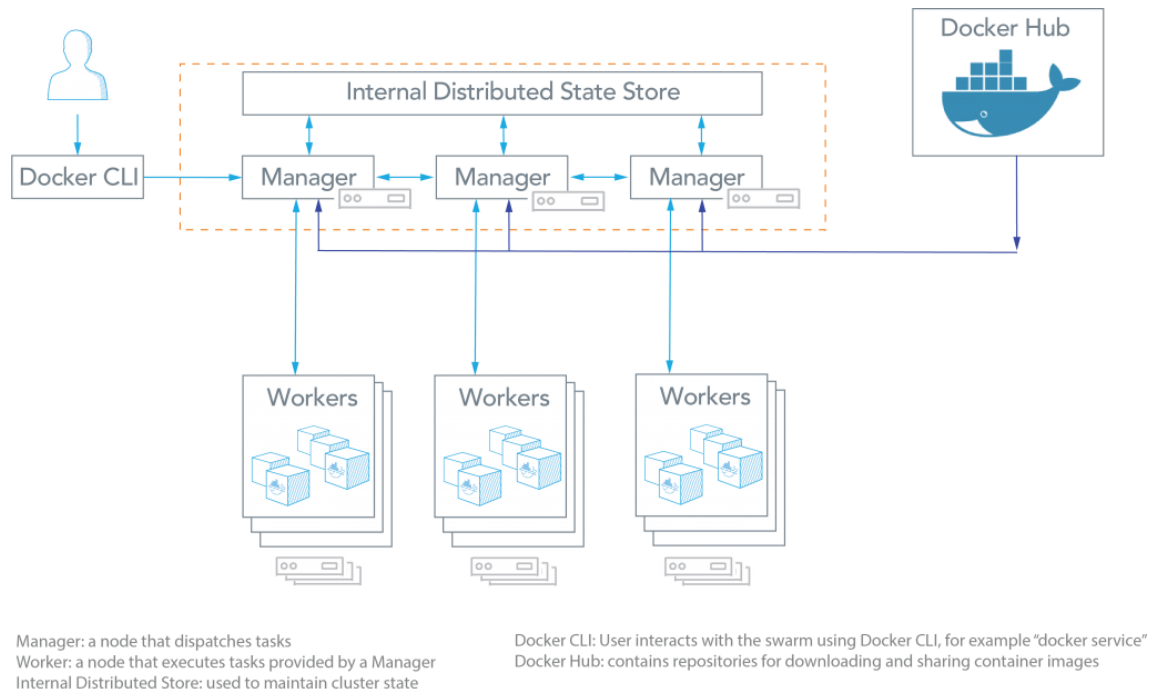 Docker Hub
Internal Distributed State Store
Docker CLI
Manager
Manager
Manager
Workers
Workers
Workers
Manager: a node that dispatches tasks
Worker: a node that executes tasks provided by a Manager
Internal Distributed Store: used to maintain cluster state
Docker CLI: User interacts with the swarm using Docker CLI, for example “docker service”
Docker Hub: contains repositories for downloading and sharing container images